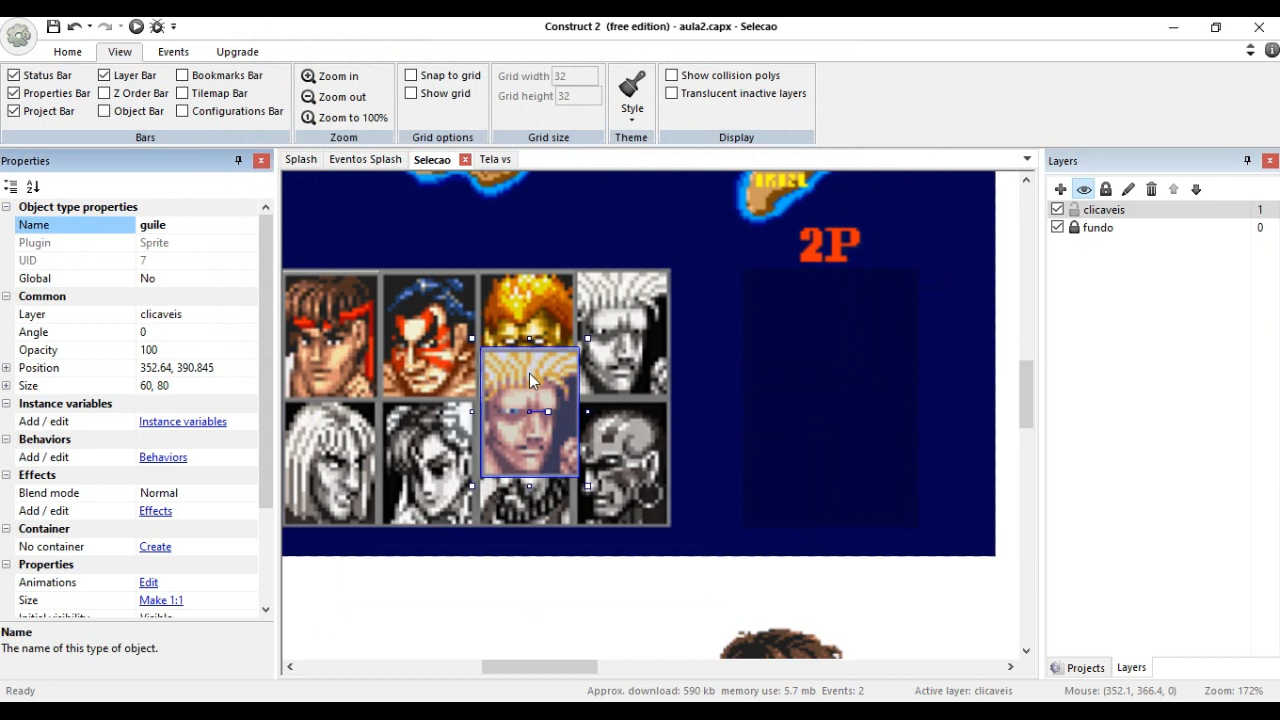 Construct 2 (free edition) - aula2.capx - Selecao
Home View Events Upgrade
Status Bar Layer Bar Bookmarks Bar
Properties Bar Z Order Bar Tilemap Bar
Project Bar Object Bar Configurations Bar
Bars
Zoom in
Zoom out
Zoom to 100%
Zoom
Snap to grid
Show grid
Grid options
Grid width 32
Grid height 32
Grid size
Style
Theme
Show collision polys
Translucent inactive layers
Display
Properties
Object type properties
Name guile
Plugin Sprite
UID 7
Global No
Common
Layer clicaveis
Angle 0
Opacity 100
Position 352.64, 390.845
Size 60, 80
Instance variables
Add / edit Instance variables
Behaviors
Add / edit Behaviors
Effects
Blend mode Normal
Add / edit Effects
Container
No container Create
Properties
Animations Edit
Size Make 1:1
Initial visibility Visible
Name
The name of this type of object.
Splash Eventos Splash Selecao Tela vs
2P
Layers
clicaveis 1
fundo 0
Projects Layers
Ready Approx. download: 590 kb memory use: 5.7 mb Events: 2 Active layer: clicaveis Mouse: (352.1, 366.4, 0) Zoom: 172%